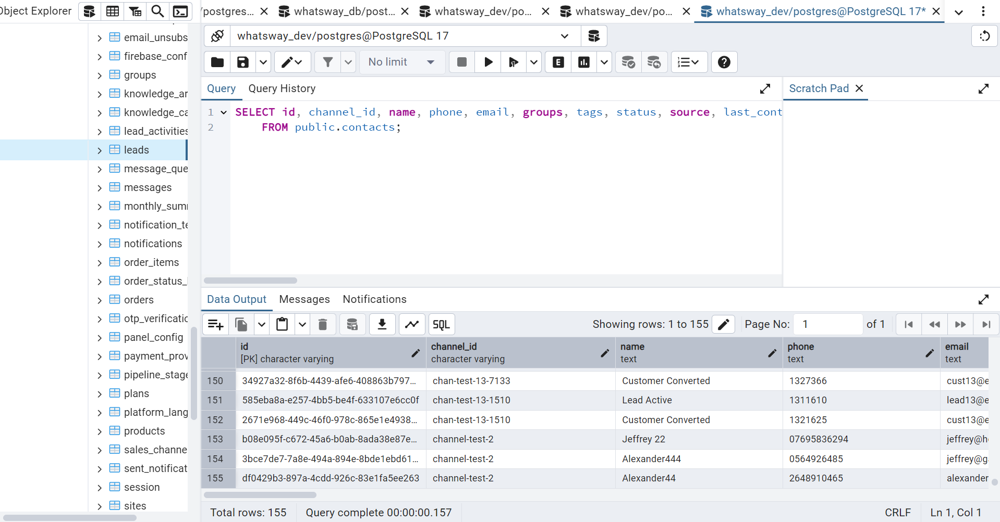 Object Explorer
/postgres...
whatsway_db/post...
whatsway_dev/po...
whatsway_dev/po...
whatsway_dev/postgres@PostgreSQL 17*
email_unsubs
firebase_conf
groups
knowledge_ar
knowledge_ca
lead_activities
leads
message_que
messages
monthly_sum
notification_te
notifications
order_items
order_status_
orders
otp_verificatio
panel_config
payment_prov
pipeline_stage
plans
platform_lang
products
sales_channe
sent_notificat
session
sites
whatsway_dev/postgres@PostgreSQL 17
No limit
E
Query Query History
Scratch Pad
1 SELECT id, channel_id, name, phone, email, groups, tags, status, source, last_cont
2 FROM public.contacts;
Data Output Messages Notifications
SQL
Showing rows: 1 to 155
Page No: 1 of 1
id channel_id name phone email
[PK] character varying character varying text text text
150 34927a32-8f6b-4439-afe6-408863b797... chan-test-13-7133 Customer Converted 1327366 cust13@e
151 585eba8a-e257-4bb5-be4f-633107e6cc0f chan-test-13-1510 Lead Active 1311610 lead13@e
152 2671e968-449c-46f0-978c-865e1e4938... chan-test-13-1510 Customer Converted 1321625 cust13@e
153 b08e095f-c672-45a6-b0ab-8ada38e87e... channel-test-2 Jeffrey 22 07695836294 jeffrey@h
154 3bce7de7-7a8e-494a-894e-8bde1ebd61... channel-test-2 Alexander444 0564926485 jeffrey@g
155 df0429b3-897a-4cdd-926c-83e1fa5ee263 channel-test-2 Alexander44 2648910465 alexander
Total rows: 155
Query complete 00:00:00.157
CRLF
Ln 1, Col 1